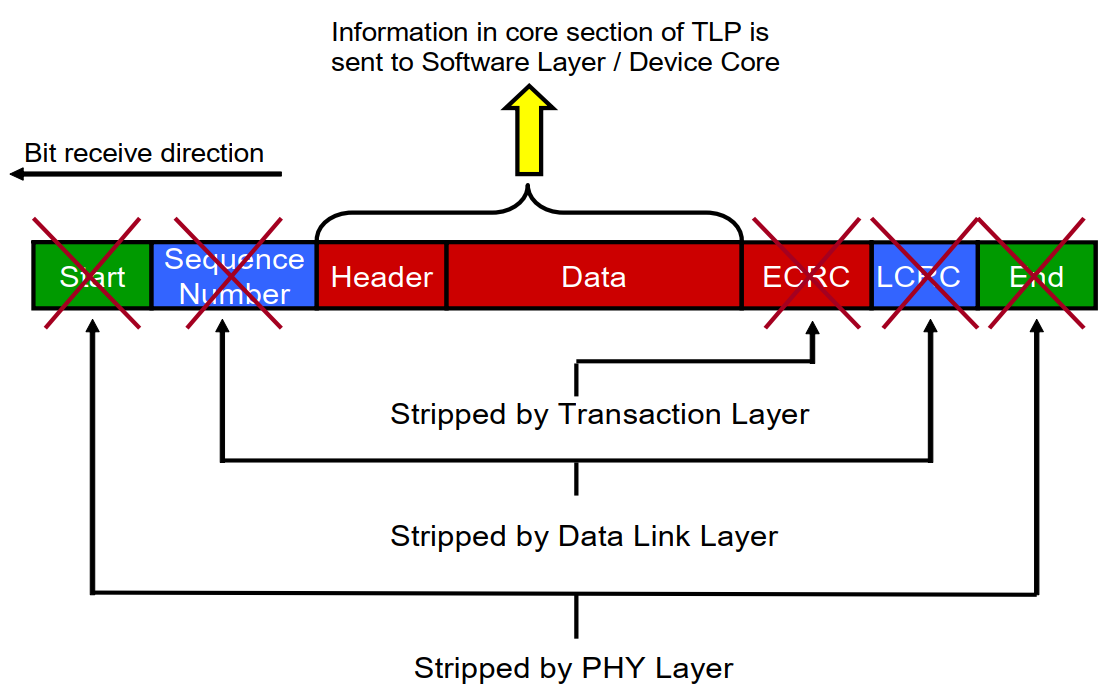 Information in core section of TLP is
sent to Software Layer / Device Core
Bit receive direction
Start
Sequence
Number
Header
Data
ECRC
LCRC
End
Stripped by Transaction Layer
Stripped by Data Link Layer
Stripped by PHY Layer